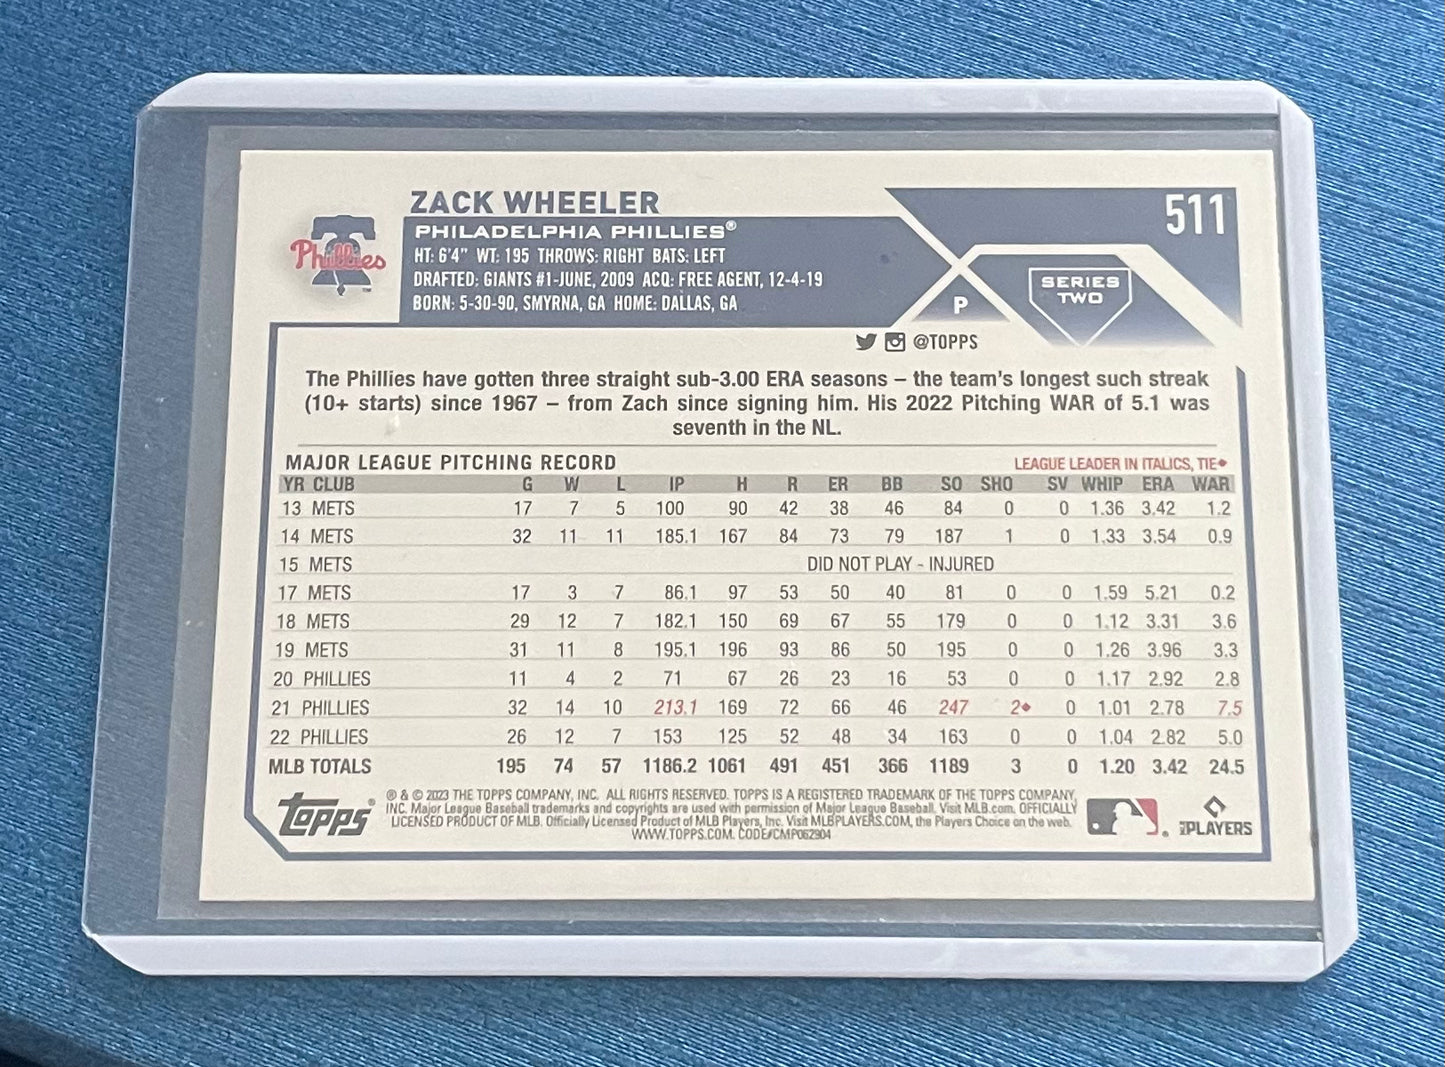 ZACK WHEELER
511
Phillies
PHILADELPHIA PHILLIES®
HT: 6'4" WT: 195 THROWS: RIGHT BATS: LEFT
DRAFTED: GIANTS #1-JUNE, 2009 ACQ: FREE AGENT, 12-4-19
BORN: 5-30-90, SMYRNA, GA HOME: DALLAS, GA
P
SERIES
TWO
@TOPPS
The Phillies have gotten three straight sub-3.00 ERA seasons – the team's longest such streak
(10+ starts) since 1967 – from Zach since signing him. His 2022 Pitching WAR of 5.1 was
seventh in the NL.
MAJOR LEAGUE PITCHING RECORD LEAGUE LEADER IN ITALICS, TIE♦
YR CLUB G W L IP H R ER BB SO SHO SV WHIP ERA WAR
13 METS 17 7 5 100 90 42 38 46 84 0 0 1.36 3.42 1.2
14 METS 32 11 11 185.1 167 84 73 79 187 1 0 1.33 3.54 0.9
15 METS DID NOT PLAY - INJURED
17 METS 17 3 7 86.1 97 53 50 40 81 0 0 1.59 5.21 0.2
18 METS 29 12 7 182.1 150 69 67 55 179 0 0 1.12 3.31 3.6
19 METS 31 11 8 195.1 196 93 86 50 195 0 0 1.26 3.96 3.3
20 PHILLIES 11 4 2 71 67 26 23 16 53 0 0 1.17 2.92 2.8
21 PHILLIES 32 14 10 213.1 169 72 66 46 247 2♦ 0 1.01 2.78 7.5
22 PHILLIES 26 12 7 153 125 52 48 34 163 0 0 1.04 2.82 5.0
MLB TOTALS 195 74 57 1186.2 1061 491 451 366 1189 3 0 1.20 3.42 24.5
Topps®
® & © 2023 THE TOPPS COMPANY, INC. ALL RIGHTS RESERVED. TOPPS IS A REGISTERED TRADEMARK OF THE TOPPS COMPANY,
INC. Major League Baseball trademarks and copyrights are used with permission of Major League Baseball. Visit MLB.com. OFFICIALLY
LICENSED PRODUCT OF MLB. Officially Licensed Product of MLB Players, Inc. Visit MLBPLAYERS.COM, the Players Choice on the web.
WWW.TOPPS.COM. CODE#CMP062904
PLAYERS